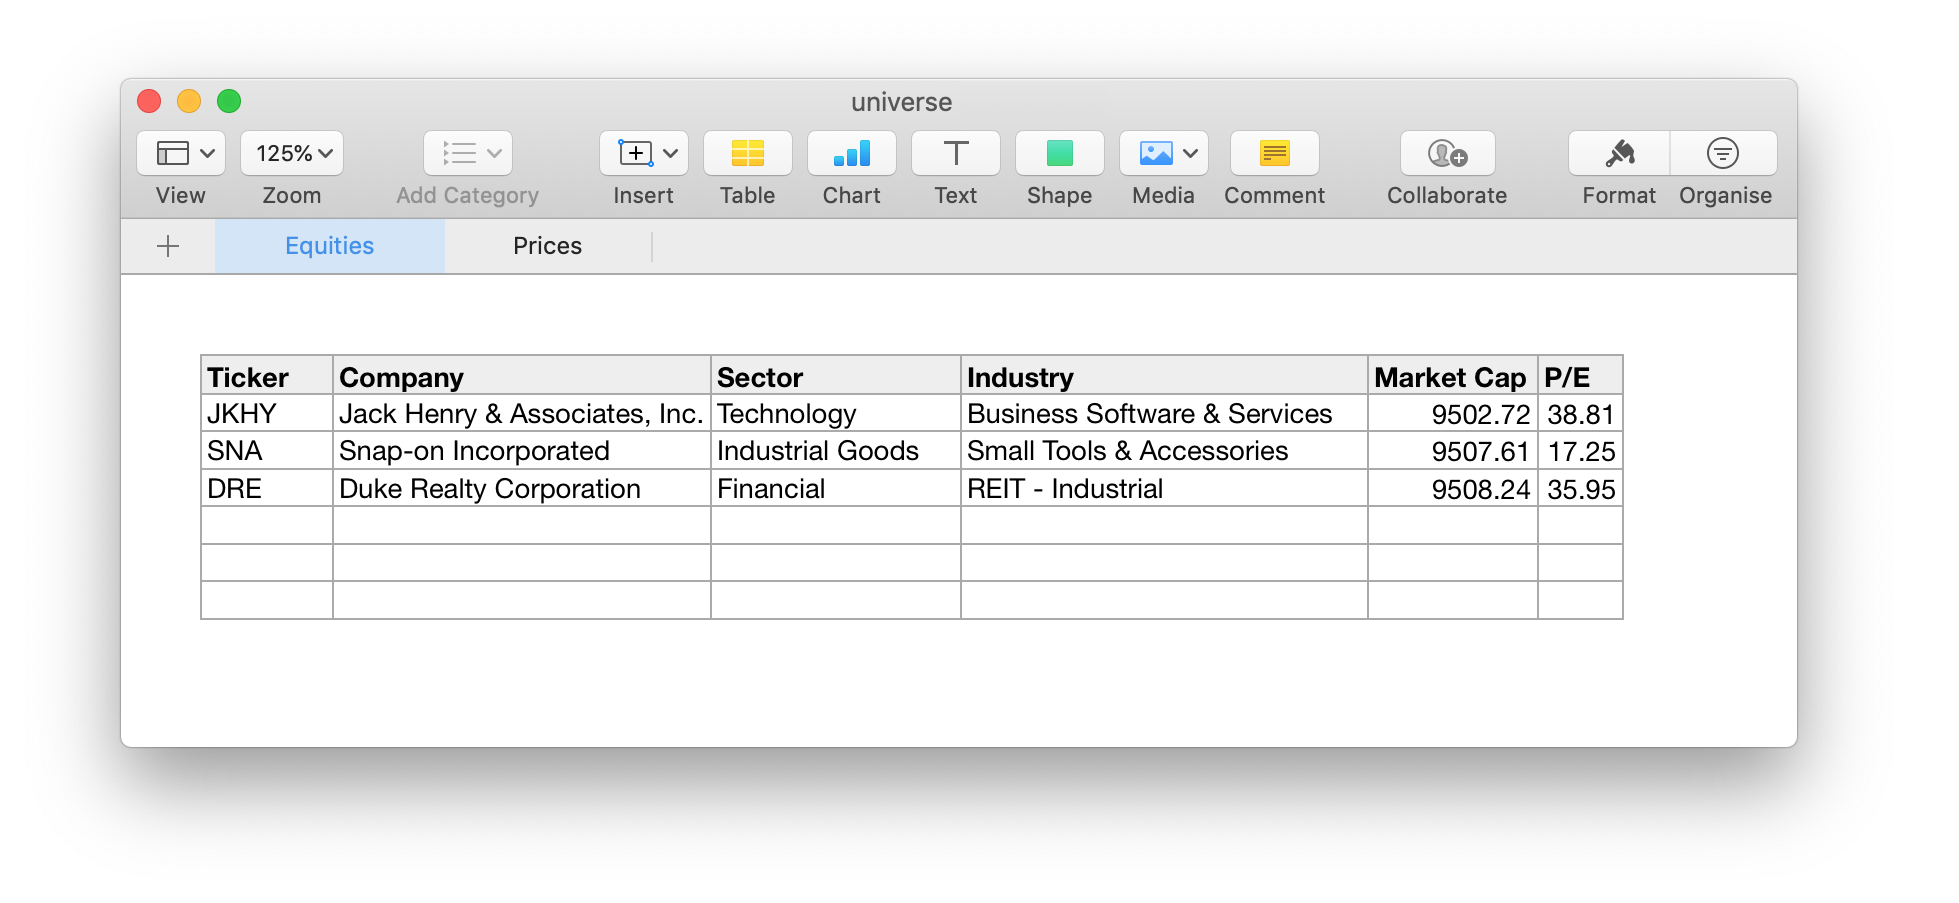 universe
125%
View Zoom Add Category Insert Table Chart Text Shape Media Comment Collaborate Format Organise
Equities Prices
Ticker Company Sector Industry Market Cap P/E
JKHY Jack Henry & Associates, Inc. Technology Business Software & Services 9502.72 38.81
SNA Snap-on Incorporated Industrial Goods Small Tools & Accessories 9507.61 17.25
DRE Duke Realty Corporation Financial REIT - Industrial 9508.24 35.95